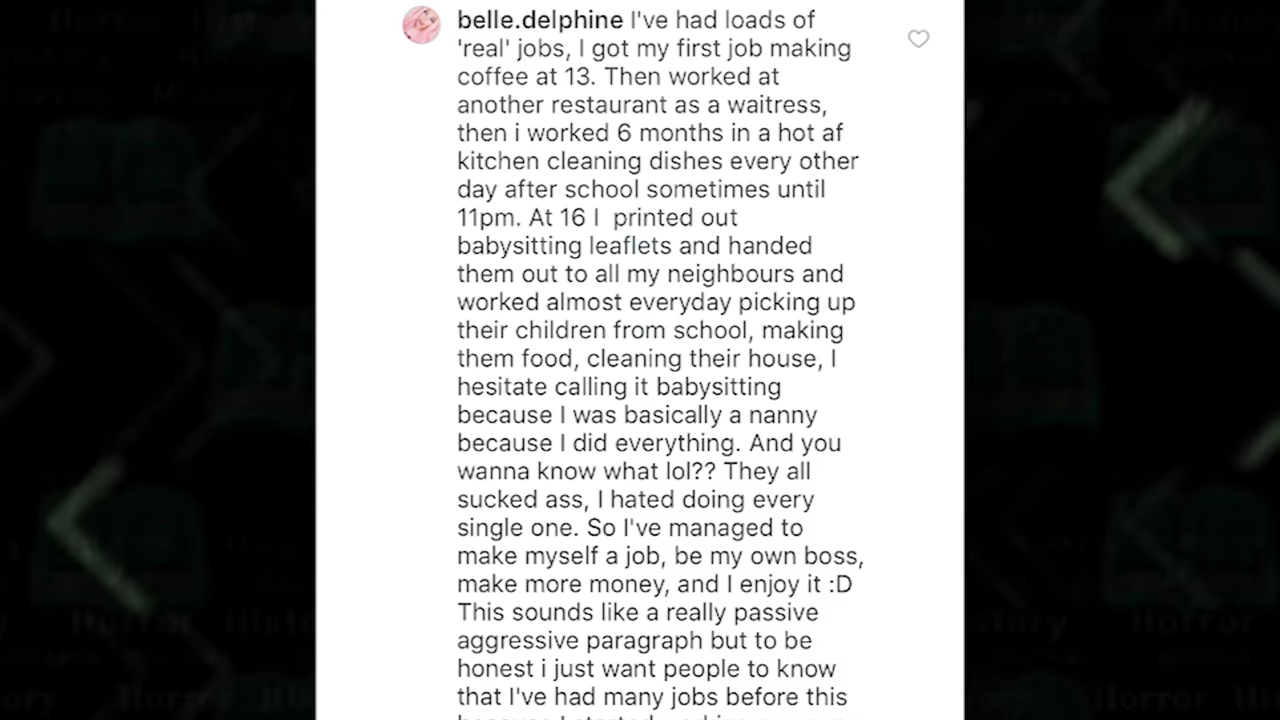 belle.delphine I've had loads of
'real' jobs, I got my first job making
coffee at 13. Then worked at
another restaurant as a waitress,
then i worked 6 months in a hot af
kitchen cleaning dishes every other
day after school sometimes until
11pm. At 16 I  printed out
babysitting leaflets and handed
them out to all my neighbours and
worked almost everyday picking up
their children from school, making
them food, cleaning their house, I
hesitate calling it babysitting
because I was basically a nanny
because I did everything. And you
wanna know what lol?? They all
sucked ass, I hated doing every
single one. So I've managed to
make myself a job, be my own boss,
make more money, and I enjoy it :D
This sounds like a really passive
aggressive paragraph but to be
honest i just want people to know
that I've had many jobs before this
Horror History
Horror
Horror History